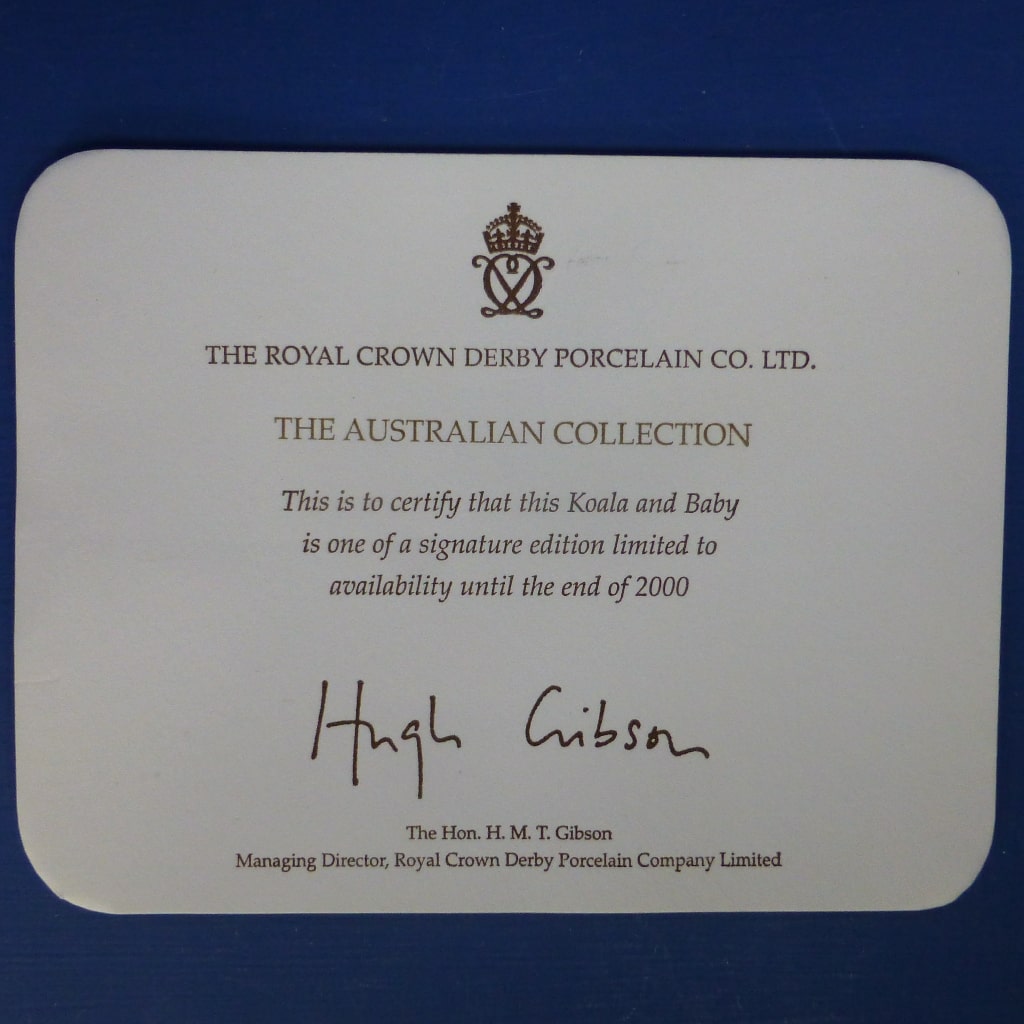 THE ROYAL CROWN DERBY PORCELAIN CO. LTD.
THE AUSTRALIAN COLLECTION
This is to certify that this Koala and Baby
is one of a signature edition limited to
availability until the end of 2000
Hugh Gibson
The Hon. H. M. T. Gibson
Managing Director, Royal Crown Derby Porcelain Company Limited